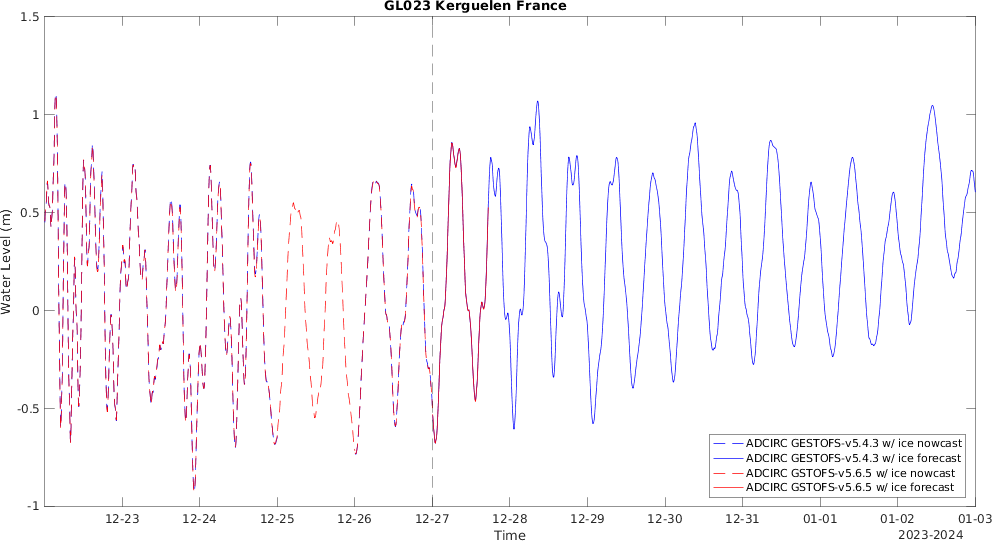 GL023 Kerguelen France
1.5
1
0.5
0
-0.5
-1
Water Level (m)
12-23 12-24 12-25 12-26 12-27 12-28 12-29 12-30 12-31 01-01 01-02 01-03
Time
2023-2024
ADCIRC GESTOFS-v5.4.3 w/ ice nowcast
ADCIRC GESTOFS-v5.4.3 w/ ice forecast
ADCIRC GSTOFS-v5.6.5 w/ ice nowcast
ADCIRC GSTOFS-v5.6.5 w/ ice forecast